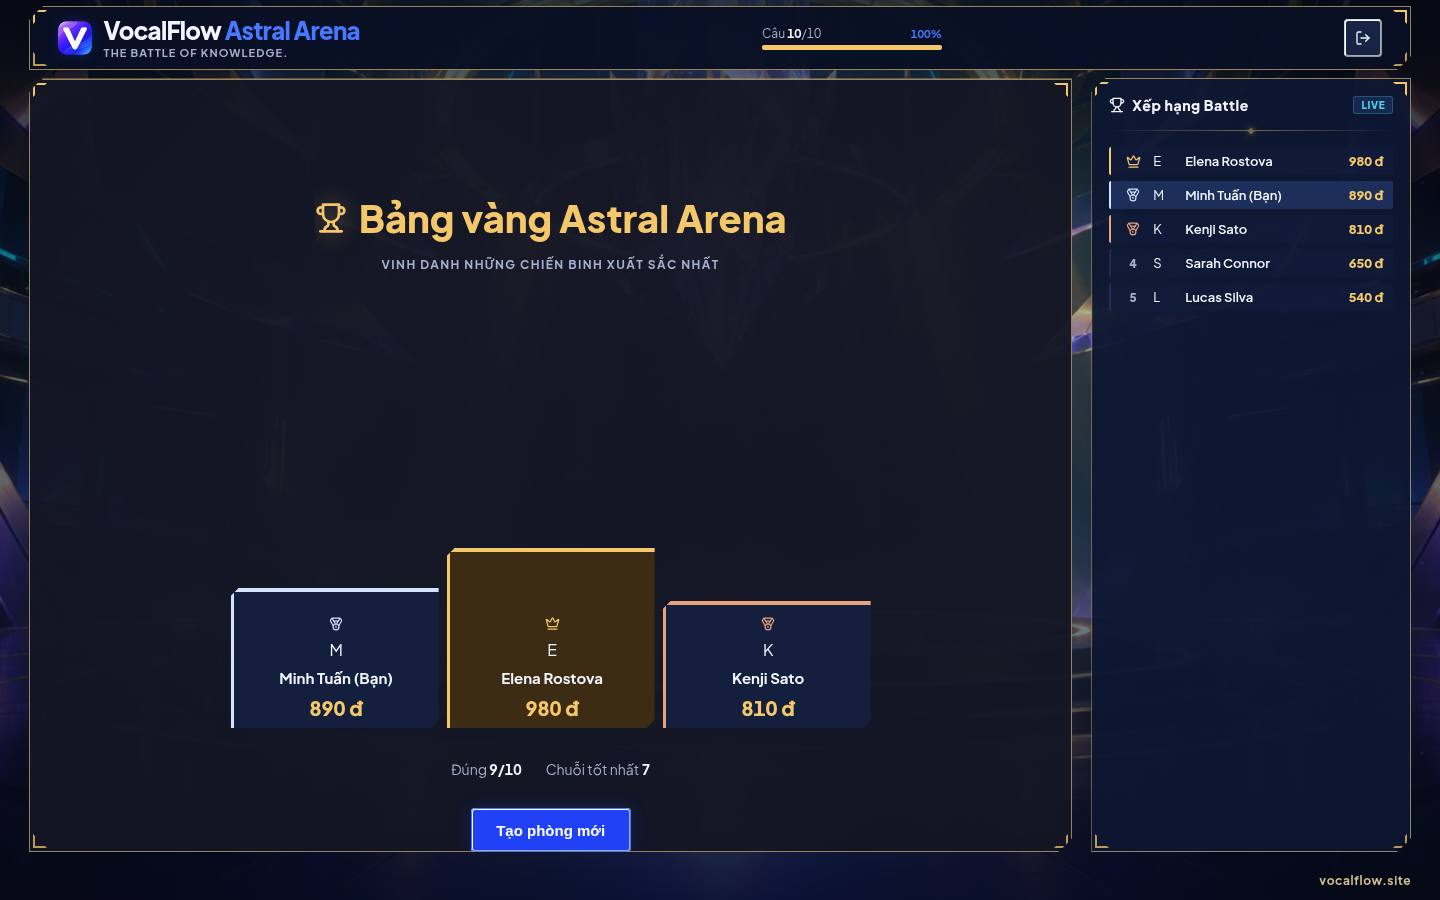 VocalFlow Astral Arena
THE BATTLE OF KNOWLEDGE.
Câu 10/10 100%
Bảng vàng Astral Arena
VINH DANH NHỮNG CHIẾN BINH XUẤT SẮC NHẤT
M
Minh Tuấn (Bạn)
890 đ
E
Elena Rostova
980 đ
K
Kenji Sato
810 đ
Đúng 9/10 Chuỗi tốt nhất 7
Tạo phòng mới
Xếp hạng Battle LIVE
E Elena Rostova 980 đ
M Minh Tuấn (Bạn) 890 đ
K Kenji Sato 810 đ
4 S Sarah Connor 650 đ
5 L Lucas Silva 540 đ
vocalflow.site